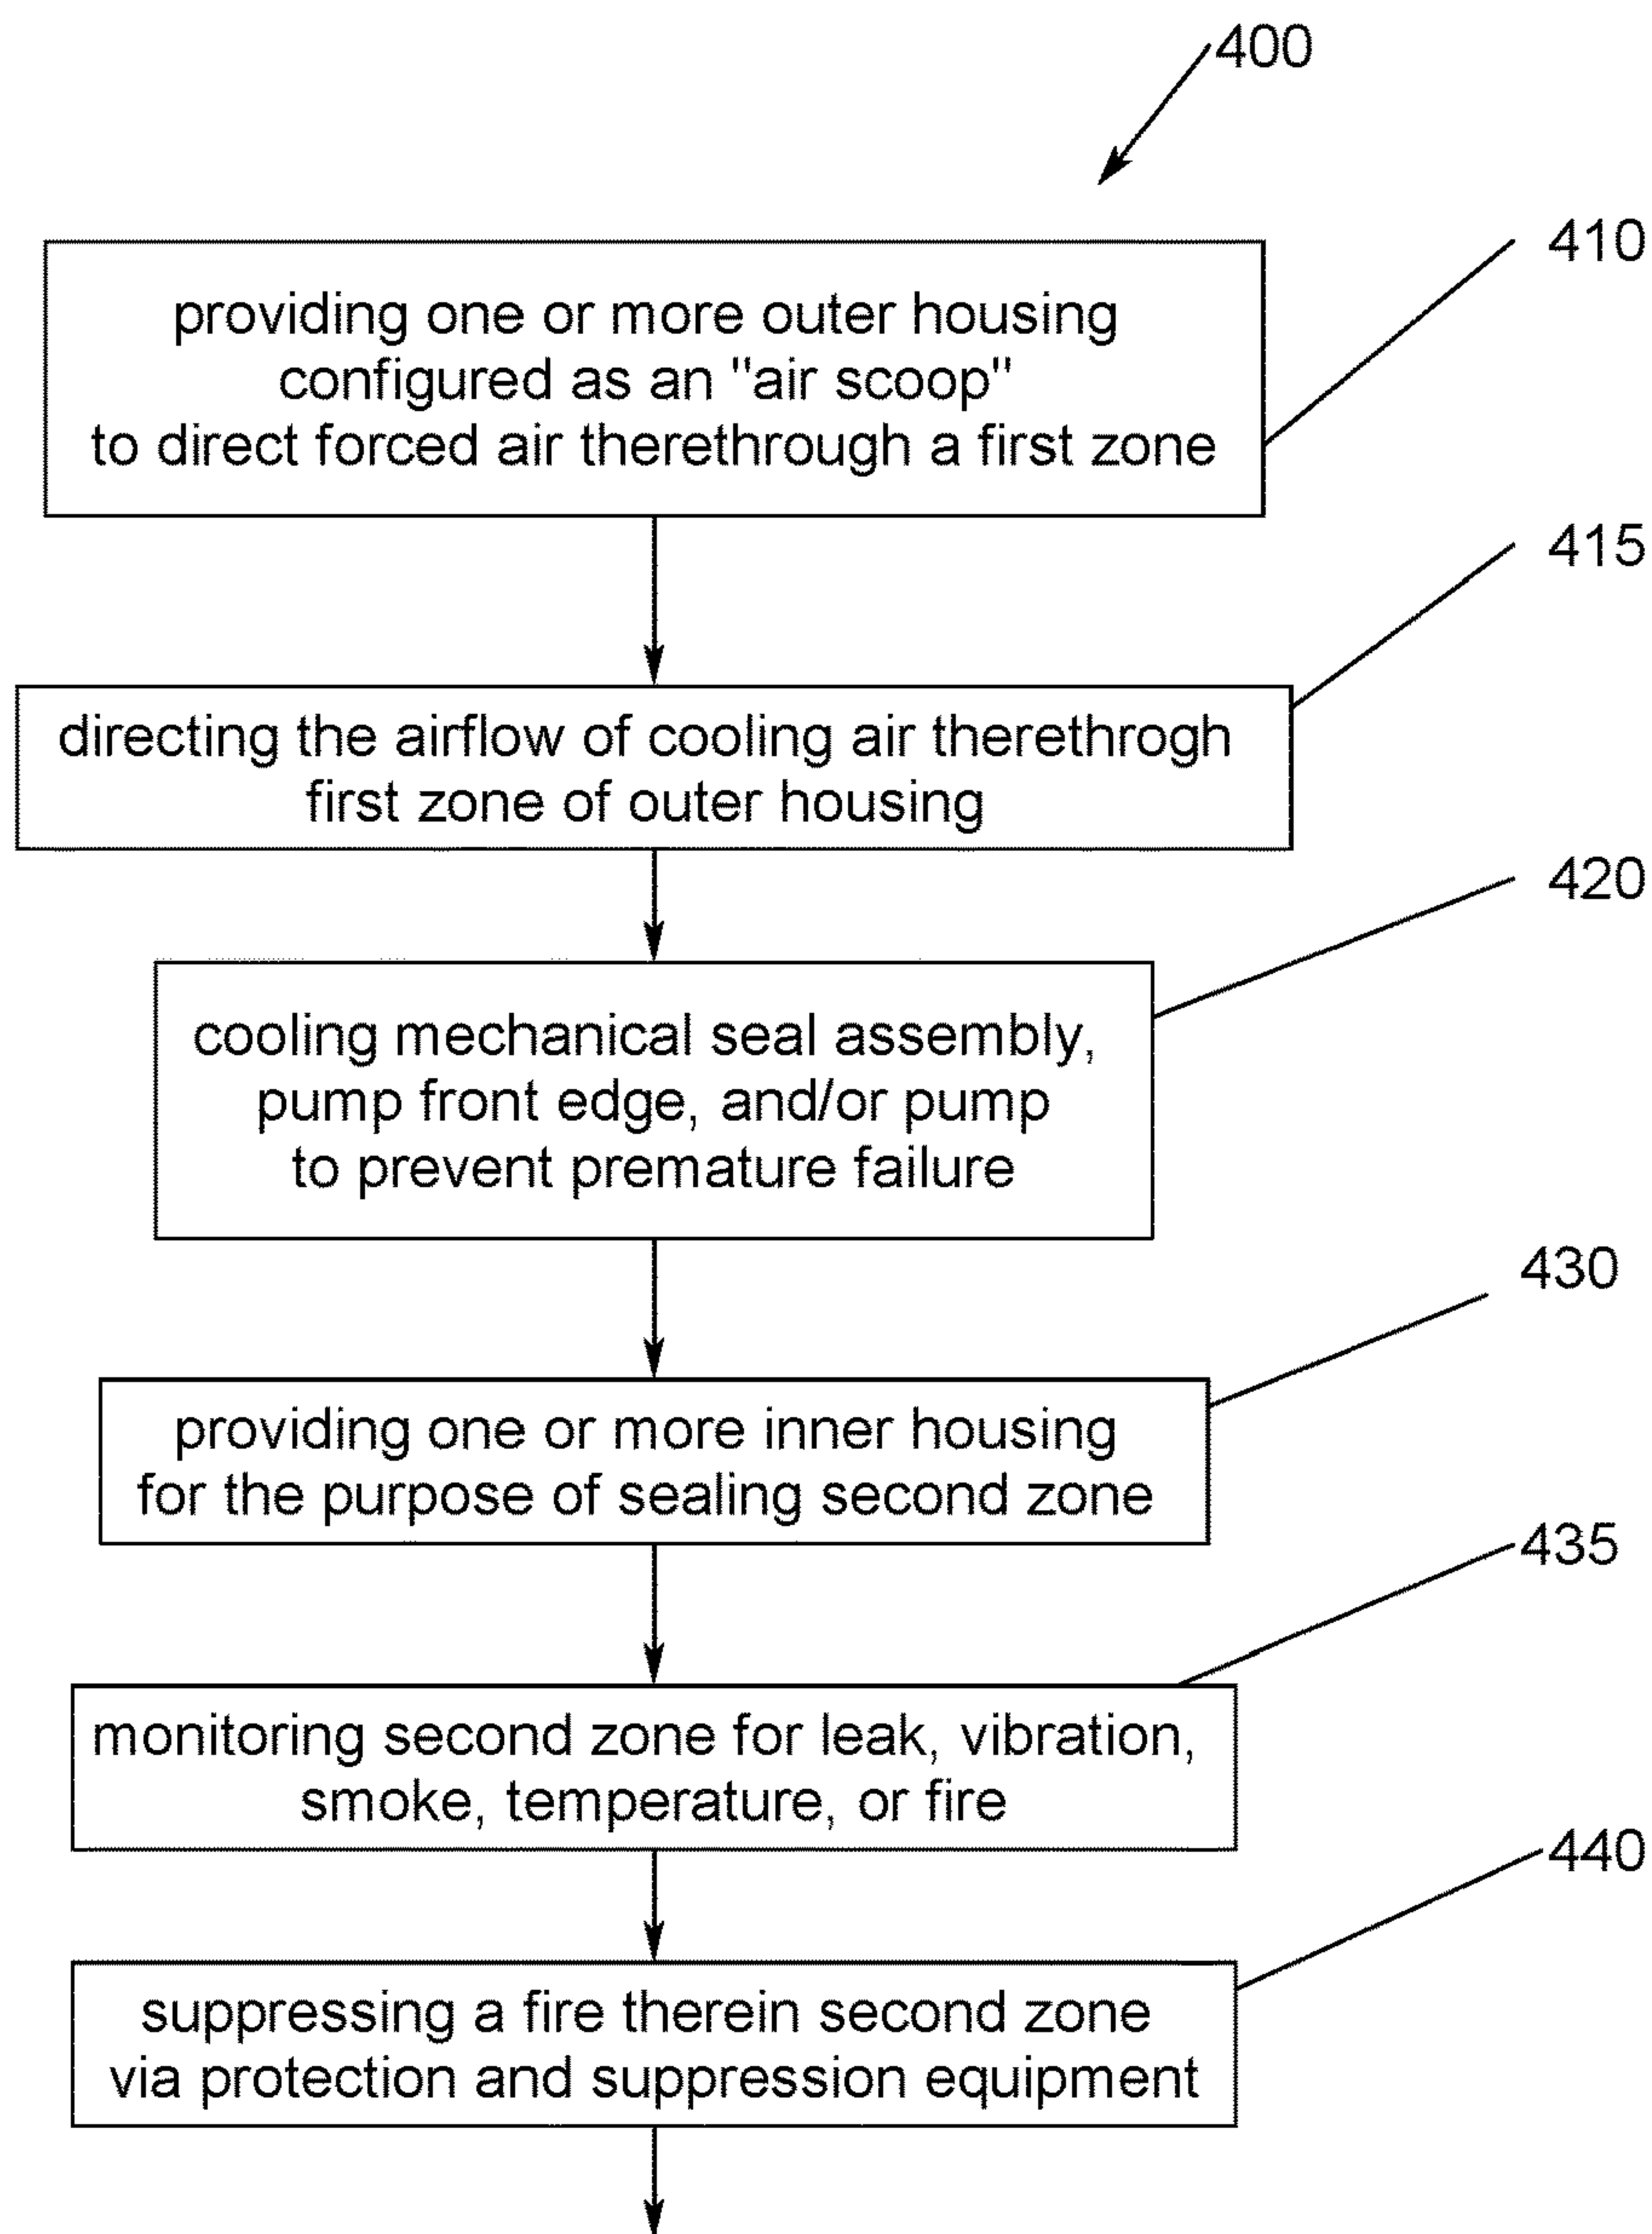 400
410
providing one or more outer housing
configured as an "air scoop"
to direct forced air therethrough a first zone
415
directing the airflow of cooling air therethrogh
first zone of outer housing
420
cooling mechanical seal assembly,
pump front edge, and/or pump
to prevent premature failure
430
providing one or more inner housing
for the purpose of sealing second zone
435
monitoring second zone for leak, vibration,
smoke, temperature, or fire
440
suppressing a fire therein second zone
via protection and suppression equipment